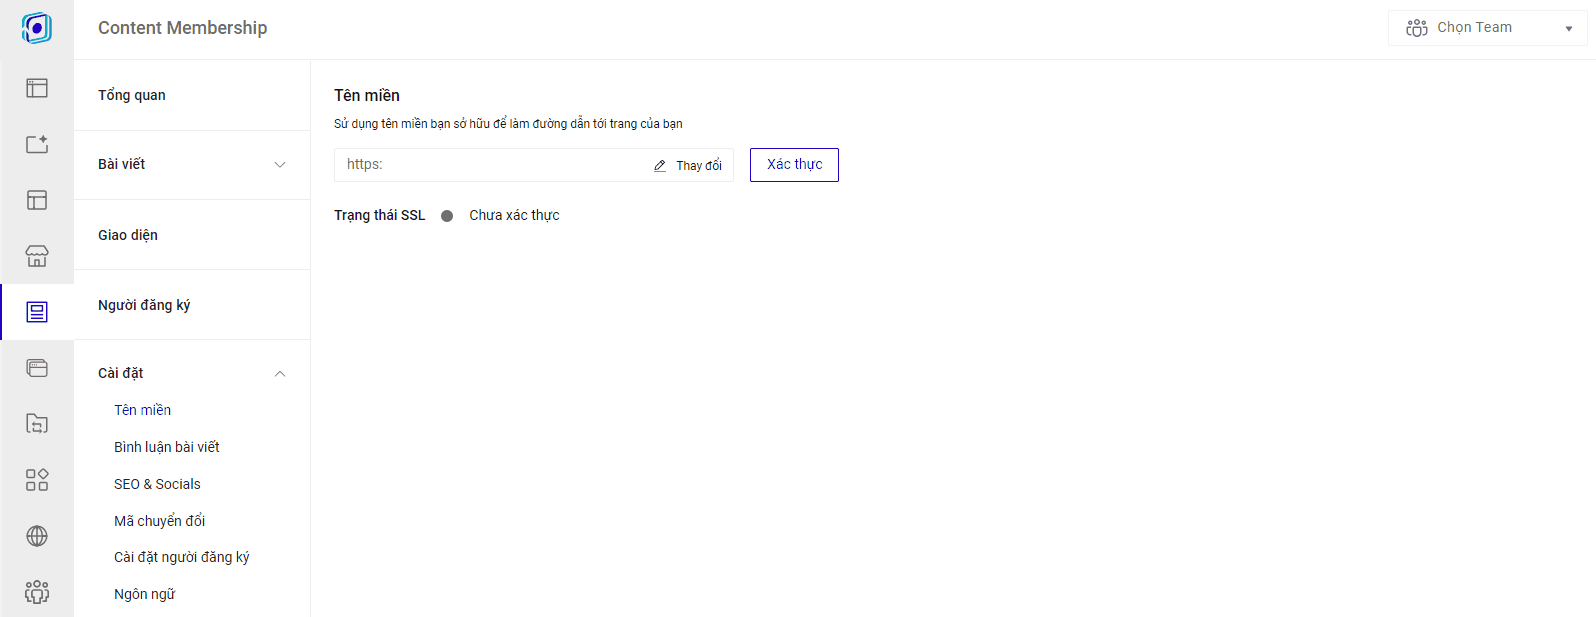 Content Membership
Chọn Team
Tổng quan
Bài viết
Giao diện
Người đăng ký
Cài đặt
Tên miền
Bình luận bài viết
SEO & Socials
Mã chuyển đổi
Cài đặt người đăng ký
Ngôn ngữ
Tên miền
Sử dụng tên miền bạn sở hữu để làm đường dẫn tới trang của bạn
https: Thay đổi Xác thực
Trạng thái SSL Chưa xác thực